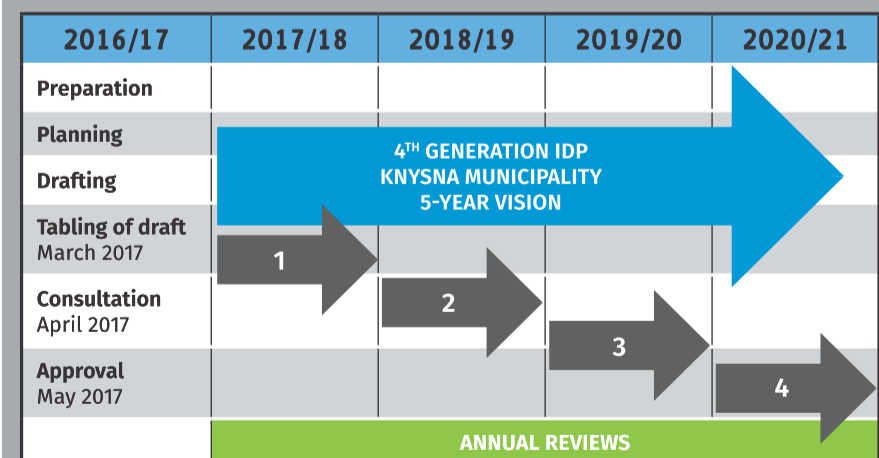 2016/17 2017/18 2018/19 2019/20 2020/21
Preparation
Planning
Drafting
4TH GENERATION IDP
KNYSNA MUNICIPALITY
5-YEAR VISION
Tabling of draft
March 2017
1
Consultation
April 2017
2
3
Approval
May 2017
4
ANNUAL REVIEWS